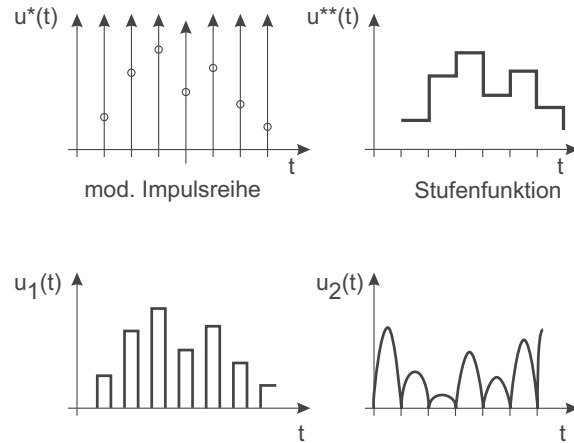 u*(t)
u**(t)
t
t
mod. Impulsreihe
Stufenfunktion
u1(t)
u2(t)
t
t